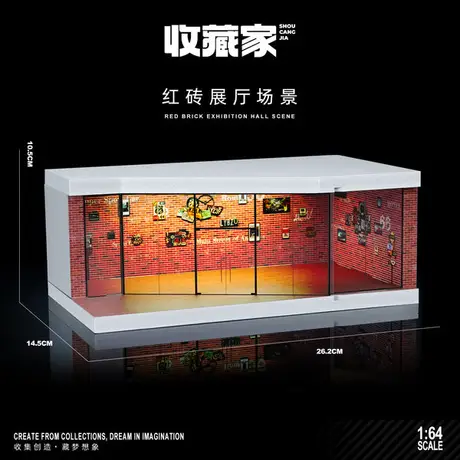 收藏家
SHOU
CANG
JIA
红砖展厅场景
RED BRICK EXHIBITION HALL SCENE
10.5CM
14.5CM
26.2CM
CREATE FROM COLLECTIONS, DREAM IN IMAGINATION
收集创造·藏梦想象
1:64
SCALE